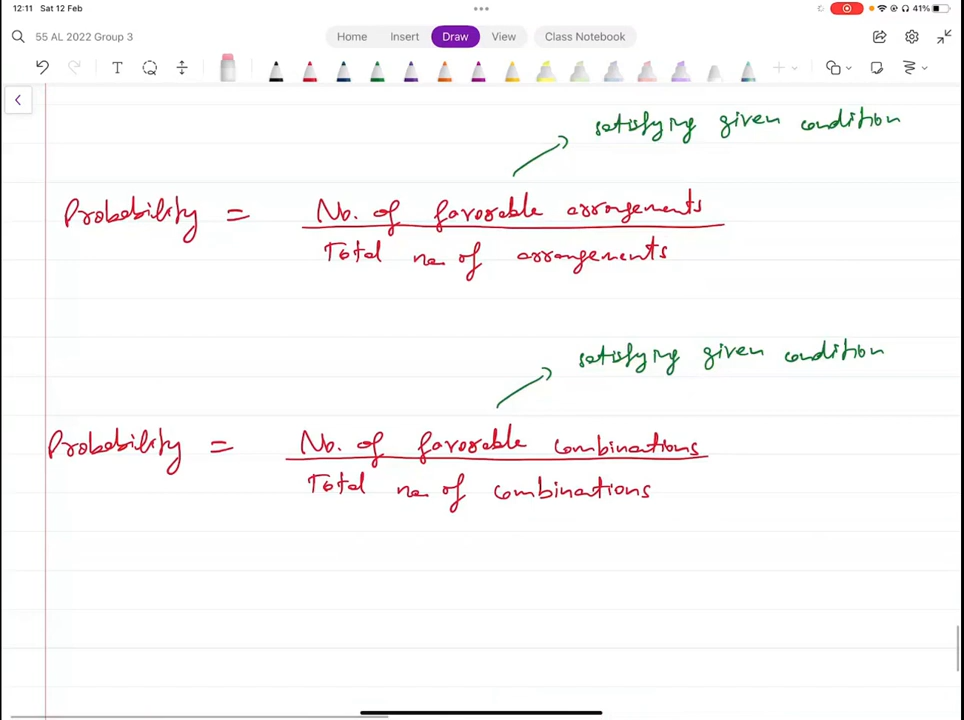 12:11 Sat 12 Feb
41%
55 AL 2022 Group 3
Home Insert Draw View Class Notebook
satisfying given condition
Probability = No. of favorable arrangements
Total no of arrangements
satisfying given condition
Probability = No. of favorable combinations
Total no of combinations